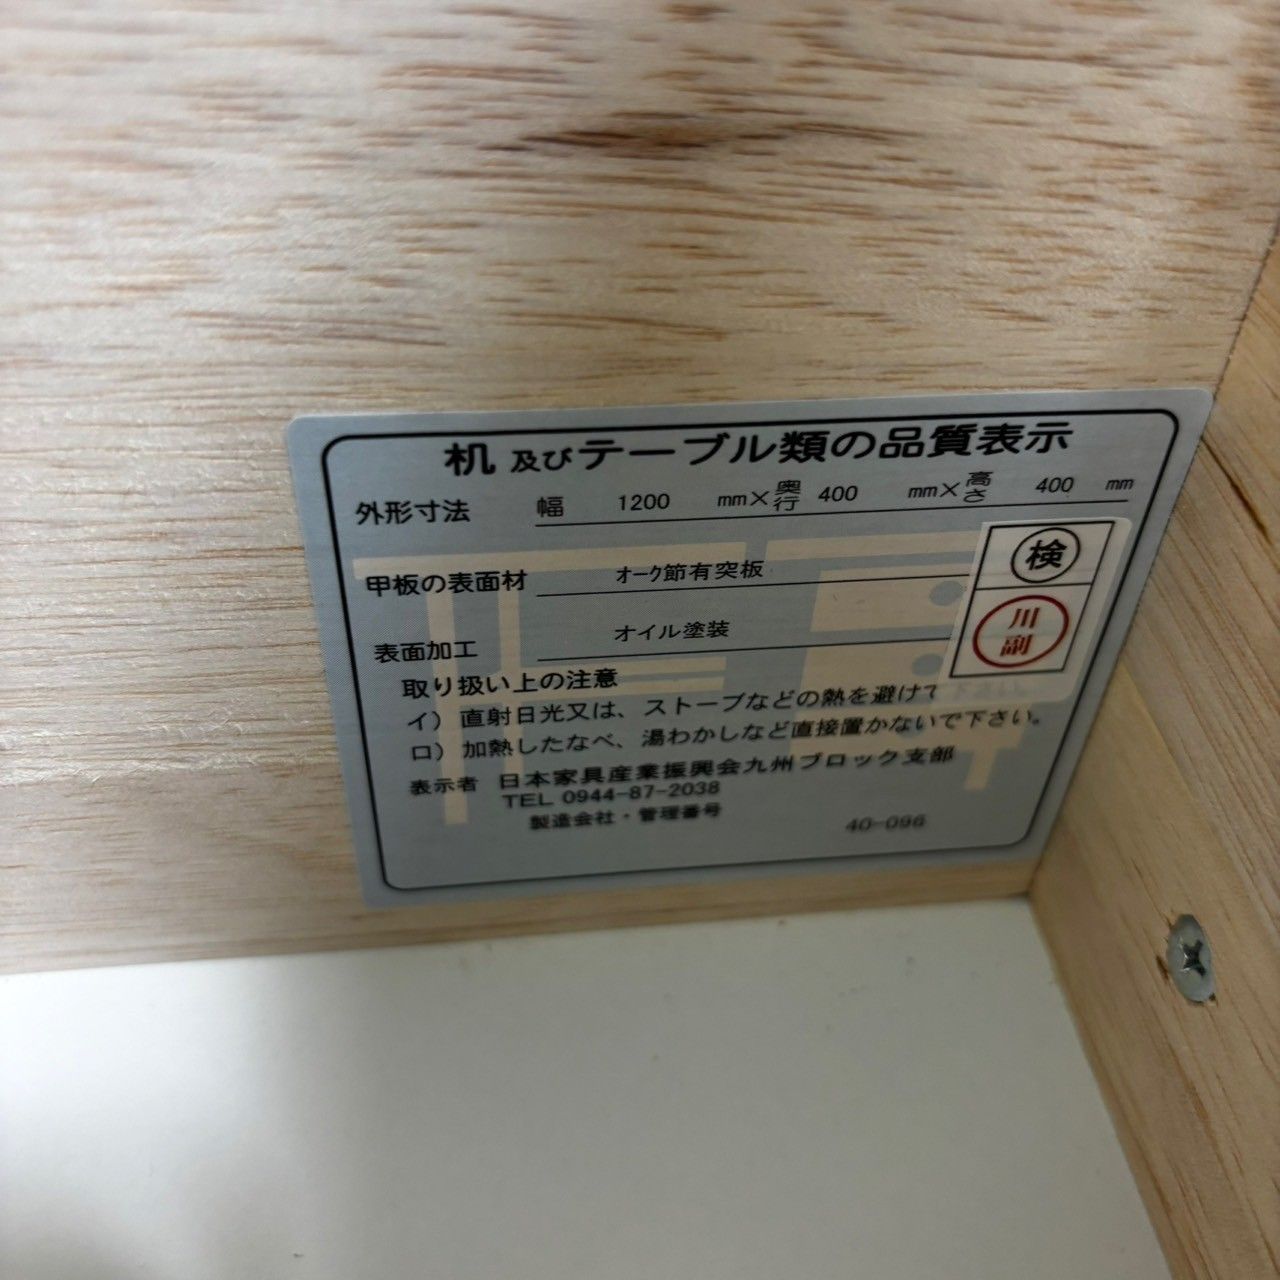 机及びテーブル類の品質表示
外形寸法 幅 1200 mm×奥行 400 mm×高さ 400 mm
甲板の表面材 オーク節有突板
表面加工 オイル塗装
検
川副
取り扱い上の注意
イ）直射日光又は、ストーブなどの熱を避けて下さい。
ロ）加熱したなべ、湯わかしなど直接置かないで下さい。
表示者 日本家具産業振興会九州ブロック支部
TEL 0944-87-2038
製造会社・管理番号 40-096